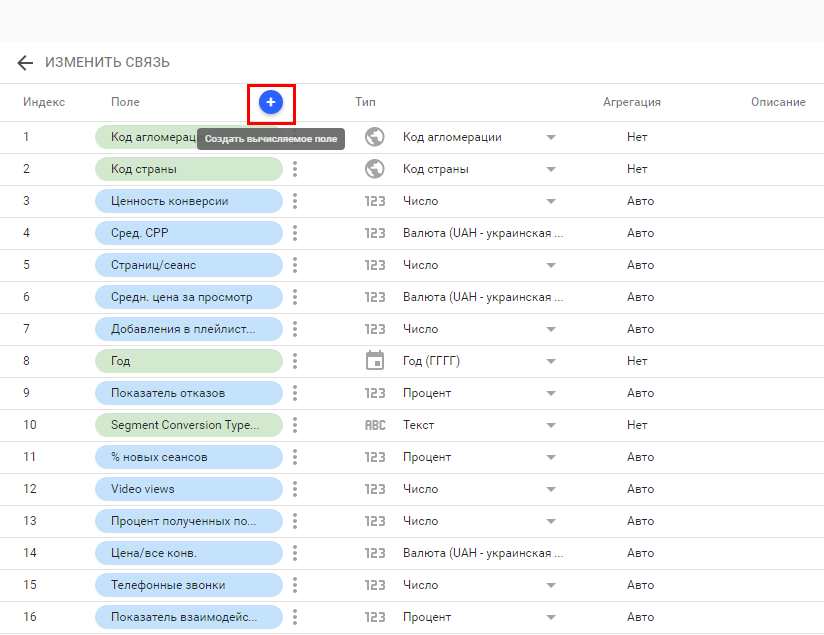 ИЗМЕНИТЬ СВЯЗЬ
Индекс Поле + Тип Агрегация Описание
1 Код агломерац Создать вычисляемое поле Код агломерации Нет
2 Код страны Код страны Нет
3 Ценность конверсии 123 Число Авто
4 Сред. CPP 123 Валюта (UAH - украинская ... Авто
5 Страниц/сеанс 123 Число Авто
6 Средн. цена за просмотр 123 Валюта (UAH - украинская ... Авто
7 Добавления в плейлист... 123 Число Авто
8 Год Год (ГГГГ) Нет
9 Показатель отказов 123 Процент Авто
10 Segment Conversion Type... ABC Текст Нет
11 % новых сеансов 123 Процент Авто
12 Video views 123 Число Авто
13 Процент полученных по... 123 Число Авто
14 Цена/все конв. 123 Валюта (UAH - украинская ... Авто
15 Телефонные звонки 123 Число Авто
16 Показатель взаимодейс... 123 Процент Авто